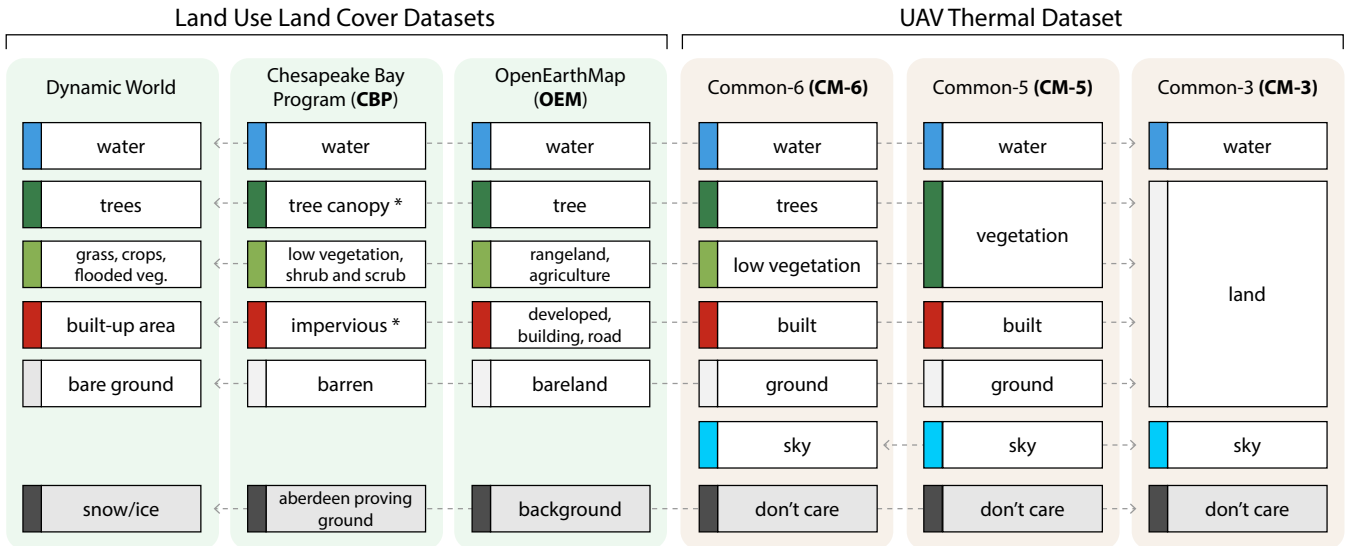 Land Use Land Cover Datasets
UAV Thermal Dataset
Dynamic World
Chesapeake Bay
Program (CBP)
OpenEarthMap
(OEM)
Common-6 (CM-6)
Common-5 (CM-5)
Common-3 (CM-3)
water
water
water
water
water
water
trees
tree canopy *
tree
trees
vegetation
land
grass, crops,
flooded veg.
low vegetation,
shrub and scrub
rangeland,
agriculture
low vegetation
built-up area
impervious *
developed,
building, road
built
built
bare ground
barren
bareland
ground
ground
sky
sky
sky
snow/ice
aberdeen proving
ground
background
don't care
don't care
don't care